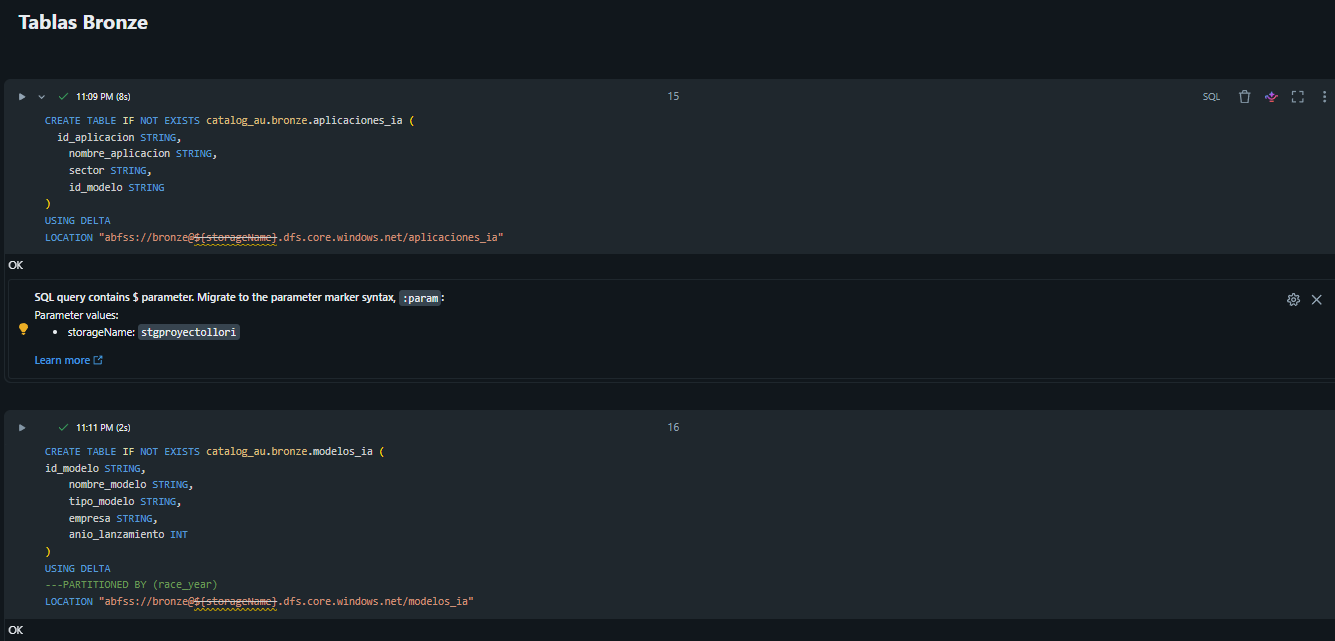 Tablas Bronze
11:09 PM (8s)
15
SQL
CREATE TABLE IF NOT EXISTS catalog_au.bronze.aplicaciones_ia (
id_aplicacion STRING,
nombre_aplicacion STRING,
sector STRING,
id_modelo STRING
)
USING DELTA
LOCATION "abfss://bronze@${storageName}.dfs.core.windows.net/aplicaciones_ia"
OK
SQL query contains $ parameter. Migrate to the parameter marker syntax, :param:
Parameter values:
• storageName: stgproyectollori
Learn more
11:11 PM (2s)
16
CREATE TABLE IF NOT EXISTS catalog_au.bronze.modelos_ia (
id_modelo STRING,
nombre_modelo STRING,
tipo_modelo STRING,
empresa STRING,
anio_lanzamiento INT
)
USING DELTA
---PARTITIONED BY (race_year)
LOCATION "abfss://bronze@${storageName}.dfs.core.windows.net/modelos_ia"
OK